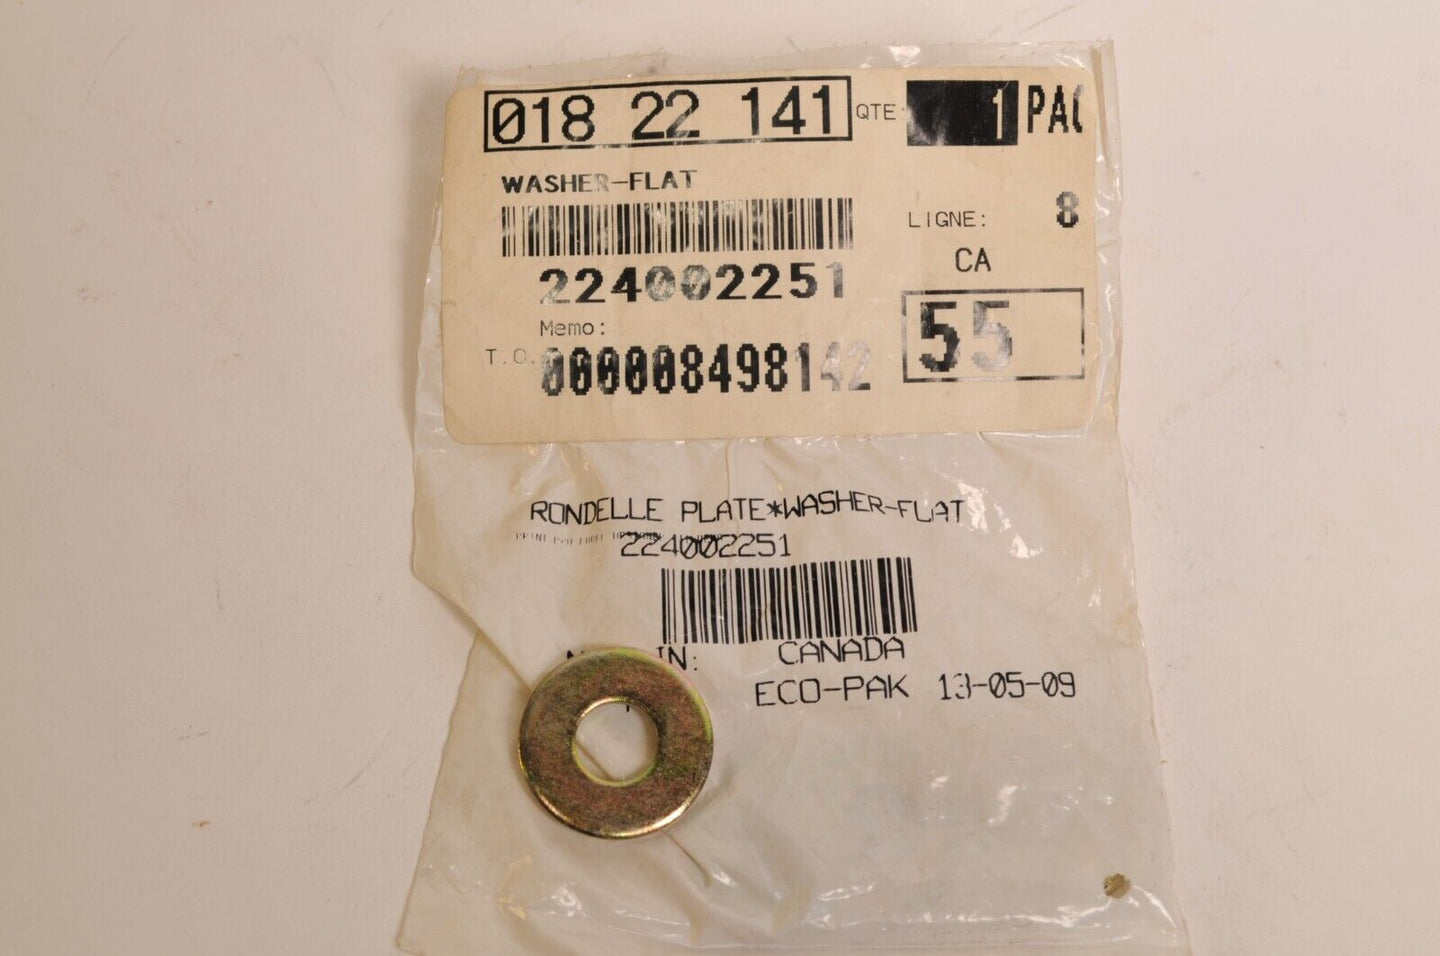 018 22 141
QTE: 1 PAC
WASHER-FLAT
LIGNE: 8
224002251
CA
Memo:
55
T.O. 000008498142
RONDELLE PLATE*WASHER-FLAT
224002251
IN: CANADA
ECO-PAK 13-05-09